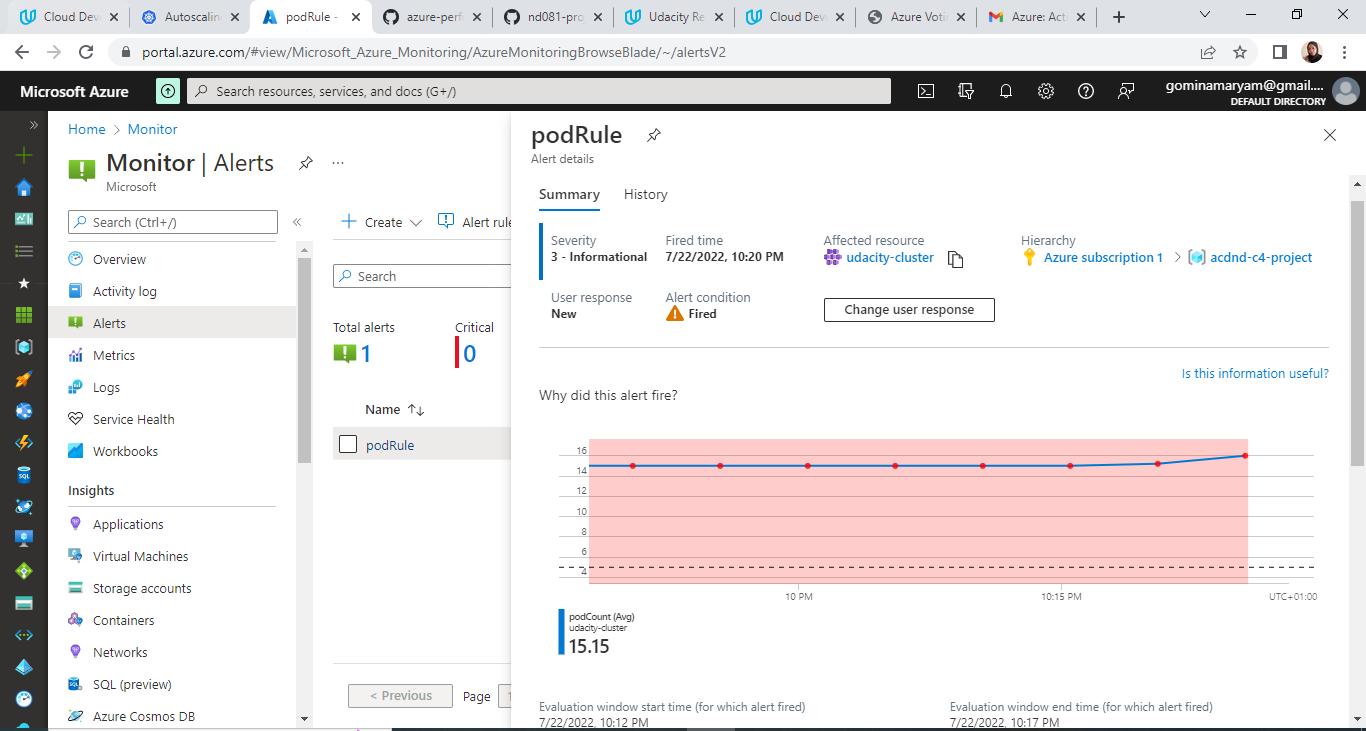 Cloud Deve
Autoscaling
podRule -
azure-perf
nd081-pro
Udacity Re
Cloud Deve
Azure Voti
Azure: Acti
portal.azure.com/#view/Microsoft_Azure_Monitoring/AzureMonitoringBrowseBlade/~/alertsV2
Microsoft Azure
Search resources, services, and docs (G+/)
gominamaryam@gmail....
DEFAULT DIRECTORY
Home > Monitor
Monitor | Alerts
Microsoft
Search (Ctrl+/)
Overview
Activity log
Alerts
Metrics
Logs
Service Health
Workbooks
Insights
Applications
Virtual Machines
Storage accounts
Containers
Networks
SQL (preview)
Azure Cosmos DB
Create
Alert rule
Search
Total alerts
1
Critical
0
Name
podRule
< Previous
Page
1
podRule
Alert details
Summary
History
Severity
3 - Informational
Fired time
7/22/2022, 10:20 PM
Affected resource
udacity-cluster
Hierarchy
Azure subscription 1 > acdnd-c4-project
User response
New
Alert condition
Fired
Change user response
Is this information useful?
Why did this alert fire?
16
14
12
10
8
6
4
10 PM
10:15 PM
UTC+01:00
podCount (Avg)
udacity-cluster
15.15
Evaluation window start time (for which alert fired)
7/22/2022, 10:12 PM
Evaluation window end time (for which alert fired)
7/22/2022, 10:17 PM